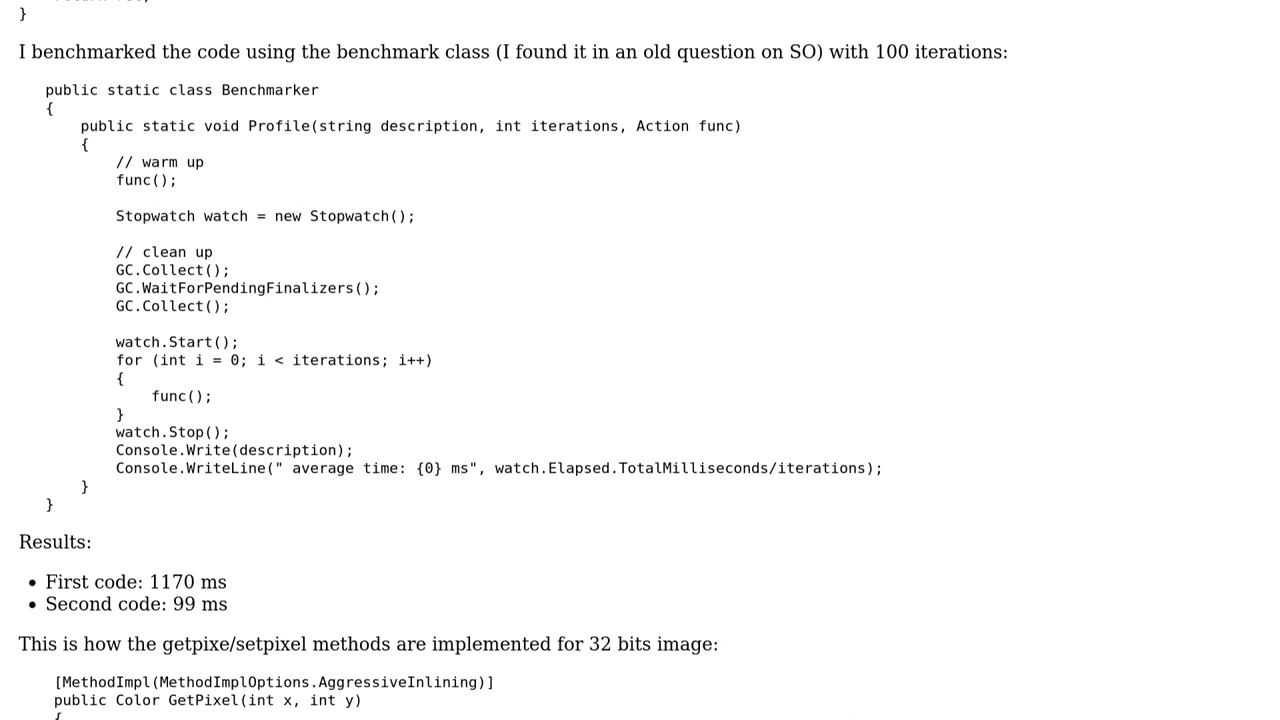 }
I benchmarked the code using the benchmark class (I found it in an old question on SO) with 100 iterations:
public static class Benchmarker
{
public static void Profile(string description, int iterations, Action func)
{
// warm up
func();
Stopwatch watch = new Stopwatch();
// clean up
GC.Collect();
GC.WaitForPendingFinalizers();
GC.Collect();
watch.Start();
for (int i = 0; i < iterations; i++)
{
func();
}
watch.Stop();
Console.Write(description);
Console.WriteLine(" average time: {0} ms", watch.Elapsed.TotalMilliseconds/iterations);
}
}
Results:
• First code: 1170 ms
• Second code: 99 ms
This is how the getpixe/setpixel methods are implemented for 32 bits image:
[MethodImpl(MethodImplOptions.AggressiveInlining)]
public Color GetPixel(int x, int y)
{